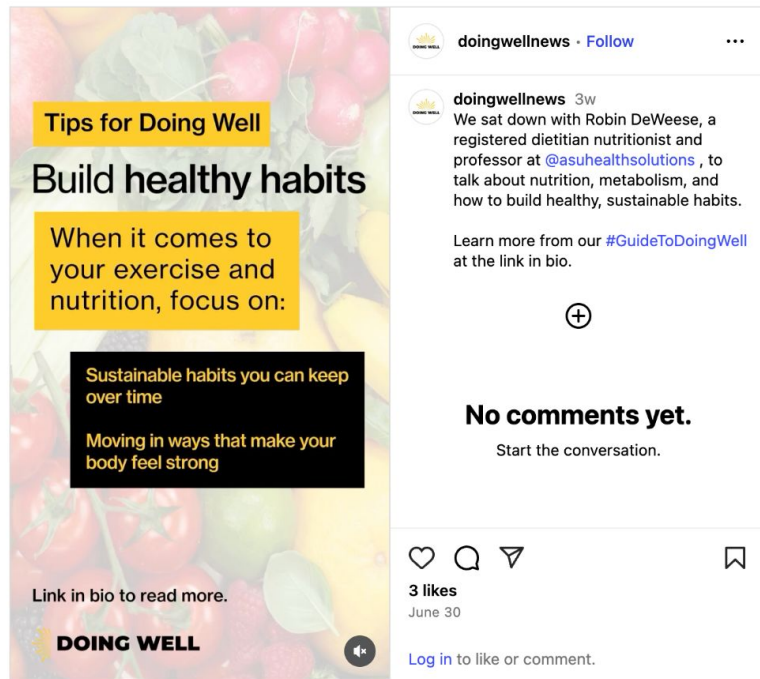 Tips for Doing Well
Build healthy habits
When it comes to
your exercise and
nutrition, focus on:
Sustainable habits you can keep
over time
Moving in ways that make your
body feel strong
Link in bio to read more.
DOING WELL
DOING WELL
doingwellnews • Follow
DOING WELL
doingwellnews 3w
We sat down with Robin DeWeese, a
registered dietitian nutritionist and
professor at @asuhealthsolutions , to
talk about nutrition, metabolism, and
how to build healthy, sustainable habits.
Learn more from our #GuideToDoingWell
at the link in bio.
No comments yet.
Start the conversation.
3 likes
June 30
Log in to like or comment.